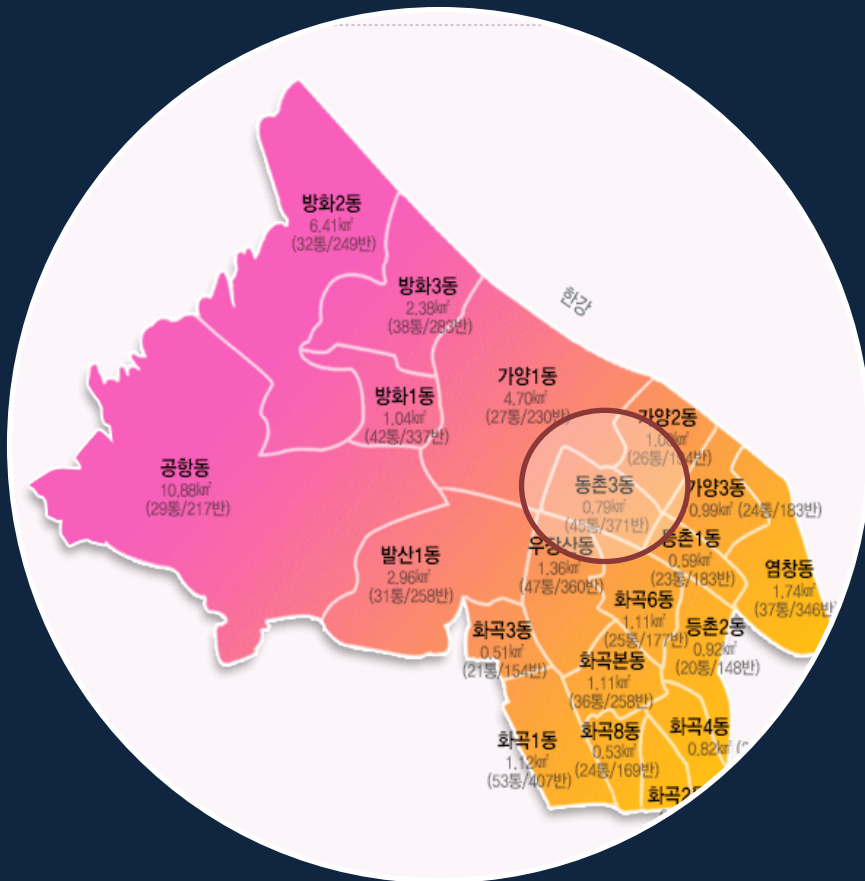 방화2동
6.41㎢
(32통/249반)
방화3동
2.38㎢
(38통/283반)
한강
가양1동
4.70㎢
(27통/230반)
방화1동
1.04㎢
(42통/337반)
가양2동
(26통/194반)
공항동
10.88㎢
(29통/217반)
등촌3동
0.79㎢
(45통/371반)
가양3동
0.99㎢ (24통/183반)
우장산동
1.36㎢
(47통/360반)
등촌1동
0.59㎢
(23통/183반)
발산1동
2.96㎢
(31통/258반)
염창동
1.74㎢
(37통/346반)
화곡6동
1.11㎢
(25통/177반)
등촌2동
0.92㎢
(20통/148반)
화곡3동
0.51㎢
(21통/154반)
화곡본동
1.11㎢
(36통/258반)
화곡1동
1.12㎢
(53통/407반)
화곡8동
0.53㎢
(24통/169반)
화곡4동
0.82㎢
화곡2동